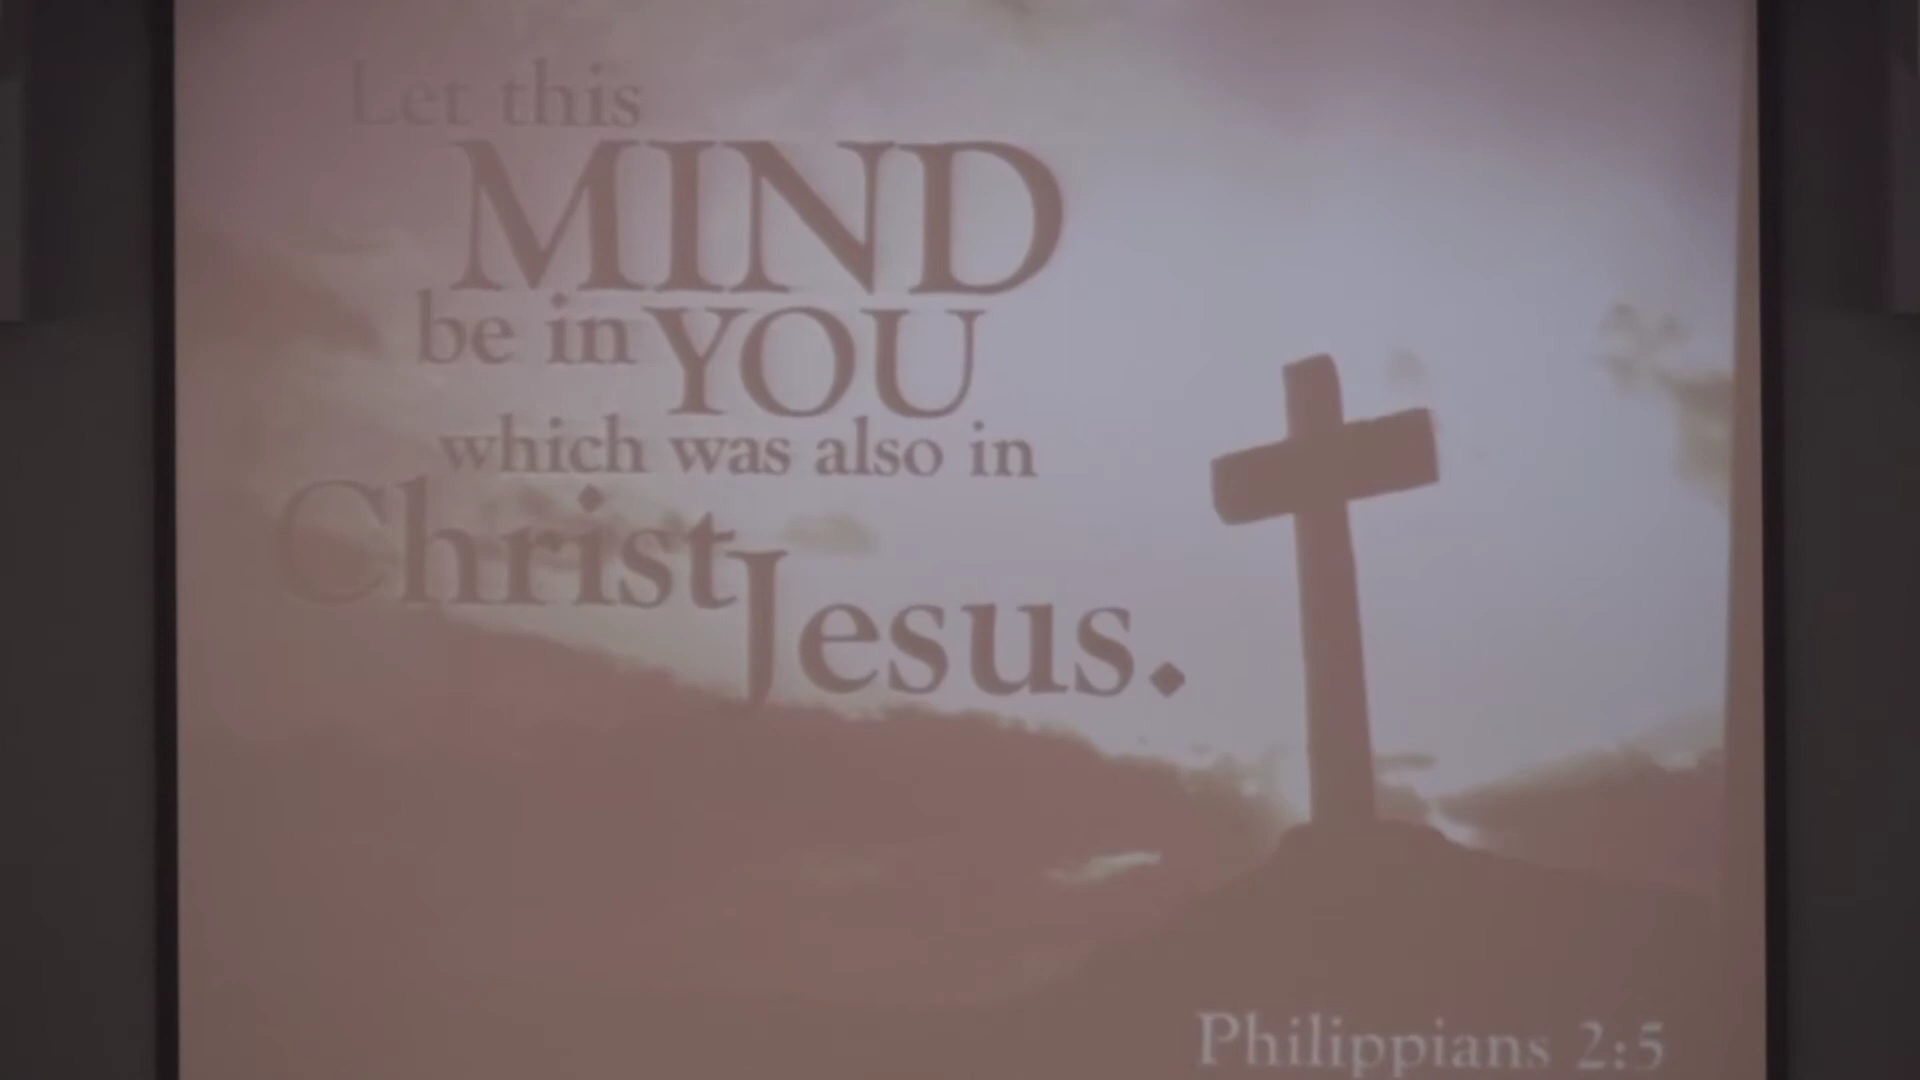 Let this
MIND
be in YOU
which was also in
Christ
Jesus.
Philippians 2:5